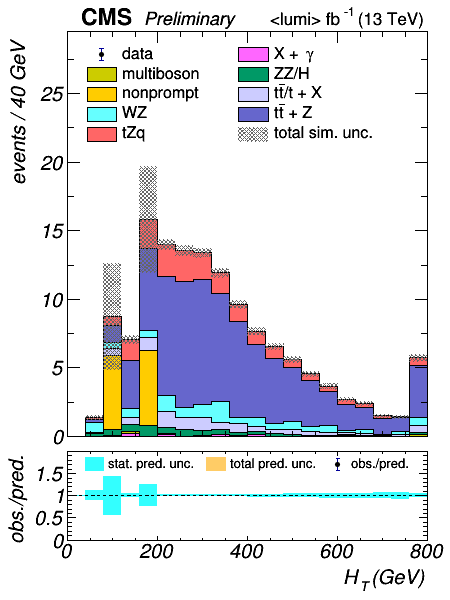 CMS Preliminary <lumi> fb⁻¹ (13 TeV)
events / 40 GeV
data
multiboson
nonprompt
WZ
tZq
X + γ
ZZ/H
tt̄/t + X
tt̄ + Z
total sim. unc.
25
20
15
10
5
0
obs./pred.
stat. pred. unc. total pred. unc. obs./pred.
1.5
1
0.5
0
0 200 400 600 800
H_T (GeV)